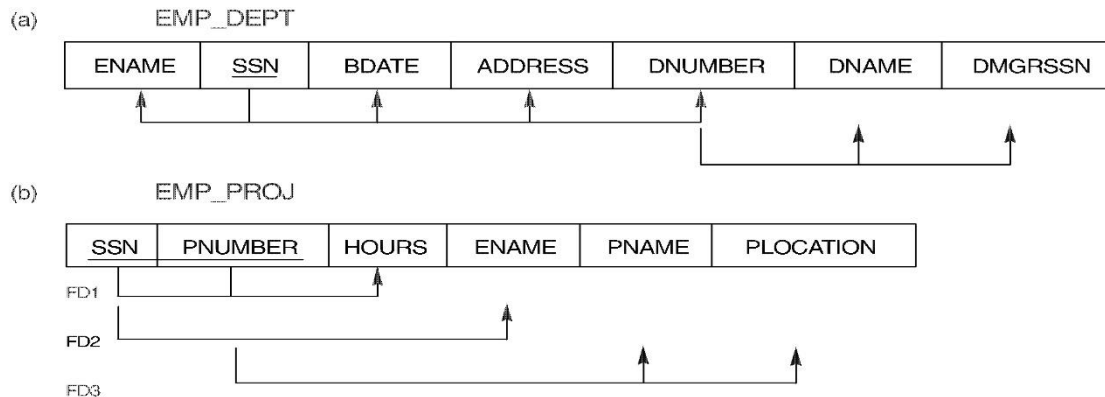 (a) EMP_DEPT
ENAME SSN BDATE ADDRESS DNUMBER DNAME DMGRSSN
(b) EMP_PROJ
SSN PNUMBER HOURS ENAME PNAME PLOCATION
FD1
FD2
FD3